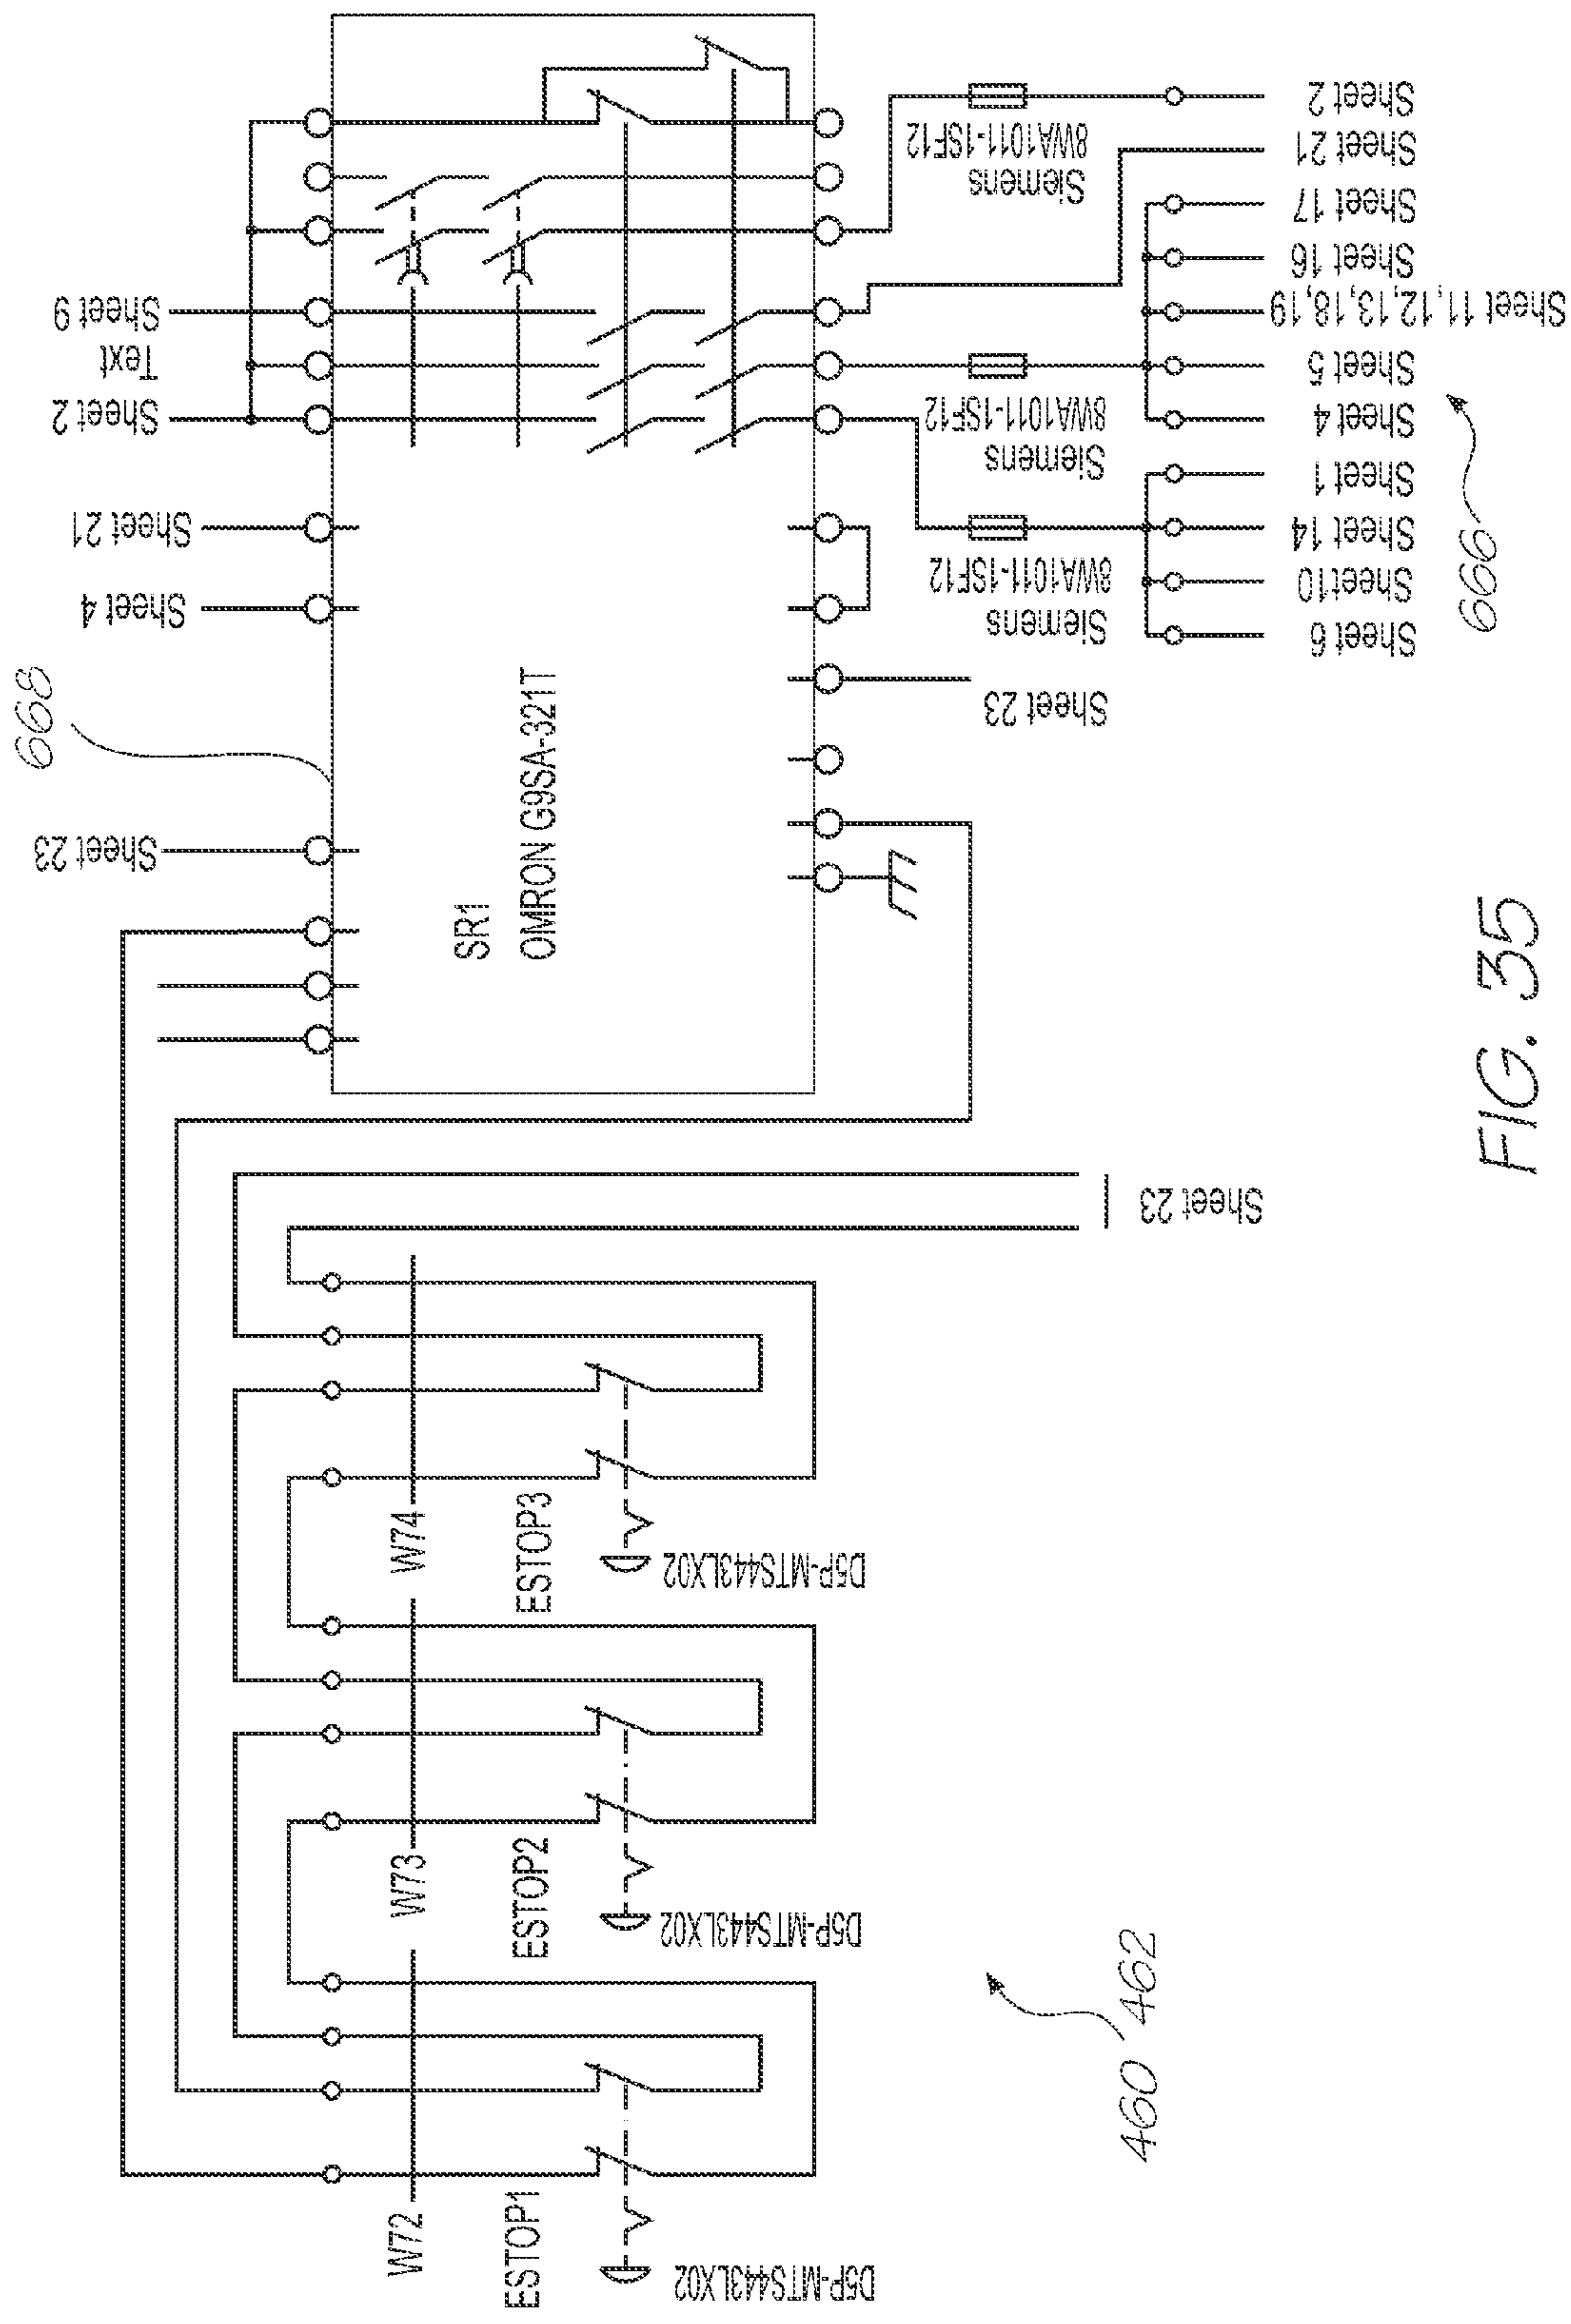 668
Sheet 23
Sheet 4
Sheet 21
Sheet 2
Text
Sheet 9
SR1
OMRON G9SA-321T
Sheet 23
Siemens
8WA1011-1SF12
Siemens
8WA1011-1SF12
Siemens
8WA1011-1SF12
Sheet 6
Sheet10
Sheet 14
Sheet 1
Sheet 4
Sheet 5
Sheet 11,12,13,18,19
Sheet 16
Sheet 17
Sheet 21
Sheet 2
666
W72
W73
W74
ESTOP1
ESTOP2
ESTOP3
D5P-MTS443LX02
D5P-MTS443LX02
D5P-MTS443LX02
Sheet 23
460 462
FIG. 35